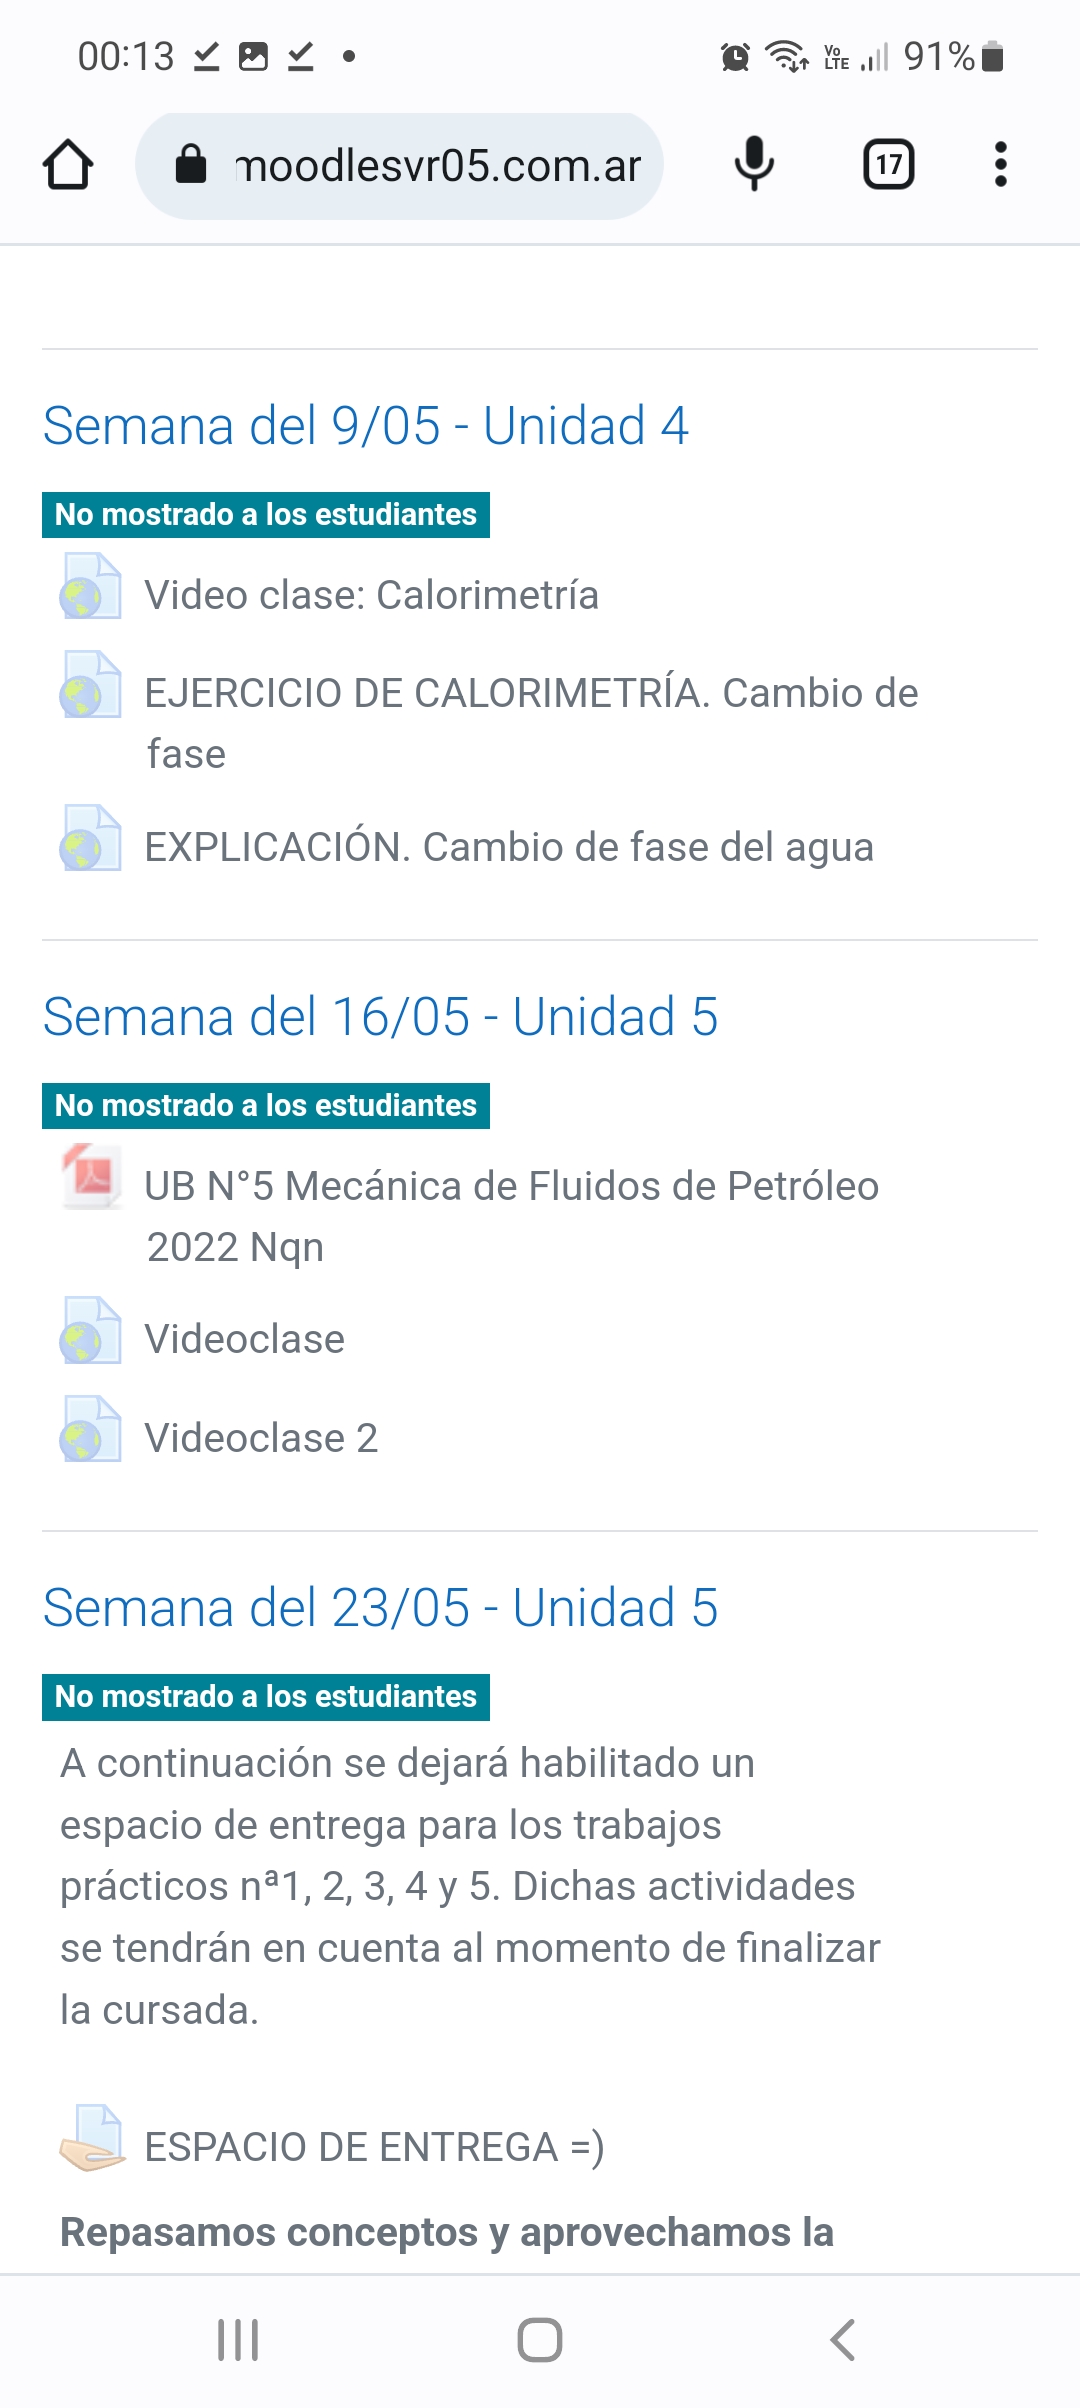 00:13
Vo
LTE
91%
moodlesvr05.com.ar
17
Semana del 9/05 - Unidad 4
No mostrado a los estudiantes
Video clase: Calorimetría
EJERCICIO DE CALORIMETRÍA. Cambio de
fase
EXPLICACIÓN. Cambio de fase del agua
Semana del 16/05 - Unidad 5
No mostrado a los estudiantes
UB N°5 Mecánica de Fluidos de Petróleo
2022 Nqn
Videoclase
Videoclase 2
Semana del 23/05 - Unidad 5
No mostrado a los estudiantes
A continuación se dejará habilitado un
espacio de entrega para los trabajos
prácticos nª1, 2, 3, 4 y 5. Dichas actividades
se tendrán en cuenta al momento de finalizar
la cursada.
ESPACIO DE ENTREGA =)
Repasamos conceptos y aprovechamos la